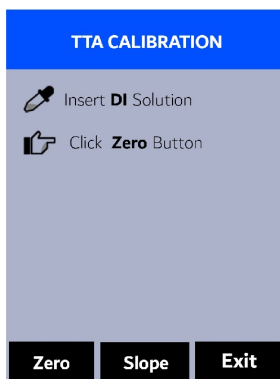 TTA CALIBRATION
Insert DI Solution
Click Zero Button
Zero Slope Exit